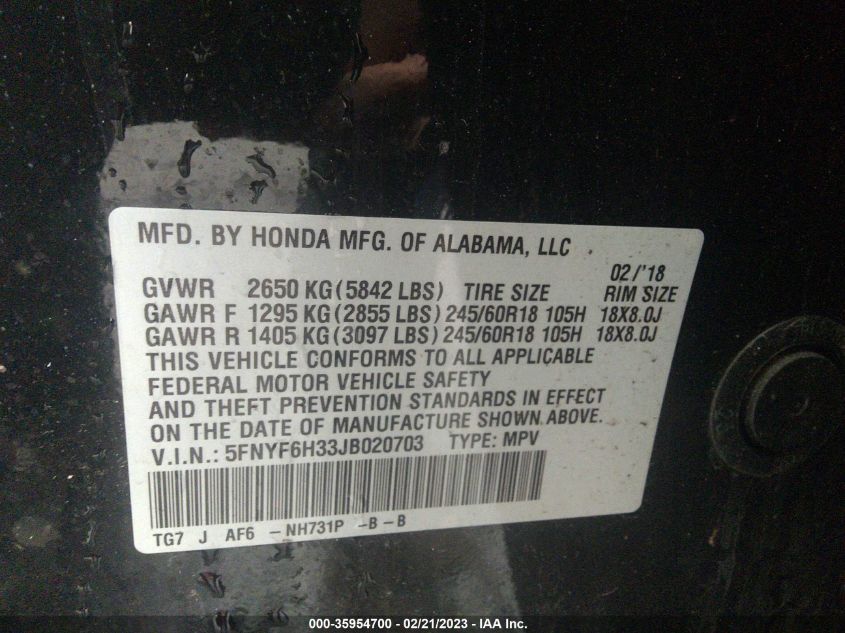 MFD. BY HONDA MFG. OF ALABAMA, LLC
02/'18
GVWR 2650 KG (5842 LBS) TIRE SIZE RIM SIZE
GAWR F 1295 KG (2855 LBS) 245/60R18 105H 18X8.0J
GAWR R 1405 KG (3097 LBS) 245/60R18 105H 18X8.0J
THIS VEHICLE CONFORMS TO ALL APPLICABLE
FEDERAL MOTOR VEHICLE SAFETY
AND THEFT PREVENTION STANDARDS IN EFFECT
ON THE DATE OF MANUFACTURE SHOWN ABOVE.
V.I.N.: 5FNYF6H33JB020703 TYPE: MPV
TG7 J AF6 –NH731P –B–B
000-35954700 - 02/21/2023 - IAA Inc.